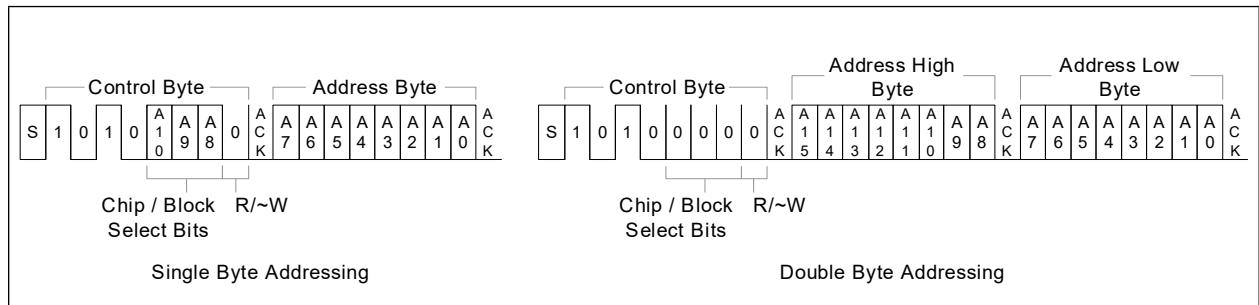 Control Byte
Address Byte
S 1 0 1 0 A10 A9 A8 0 ACK A7 A6 A5 A4 A3 A2 A1 A0 ACK
Chip / Block
Select Bits
R/~W
Single Byte Addressing
Control Byte
Address High
Byte
Address Low
Byte
S 1 0 1 0 0 0 0 0 ACK A15 A14 A13 A12 A11 A10 A9 A8 ACK A7 A6 A5 A4 A3 A2 A1 A0 ACK
Chip / Block
Select Bits
R/~W
Double Byte Addressing